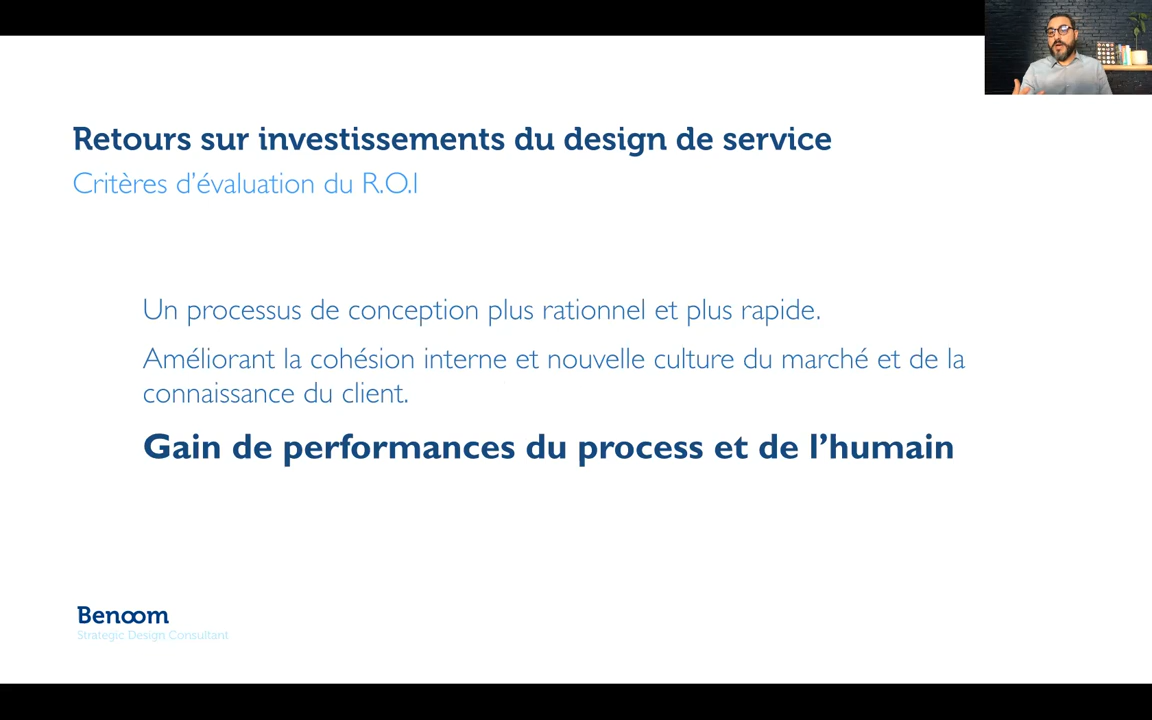 Retours sur investissements du design de service
Critères d’évaluation du R.O.I
Un processus de conception plus rationnel et plus rapide.
Améliorant la cohésion interne et nouvelle culture du marché et de la
connaissance du client.
Gain de performances du process et de l’humain
Benoom
Strategic Design Consultant